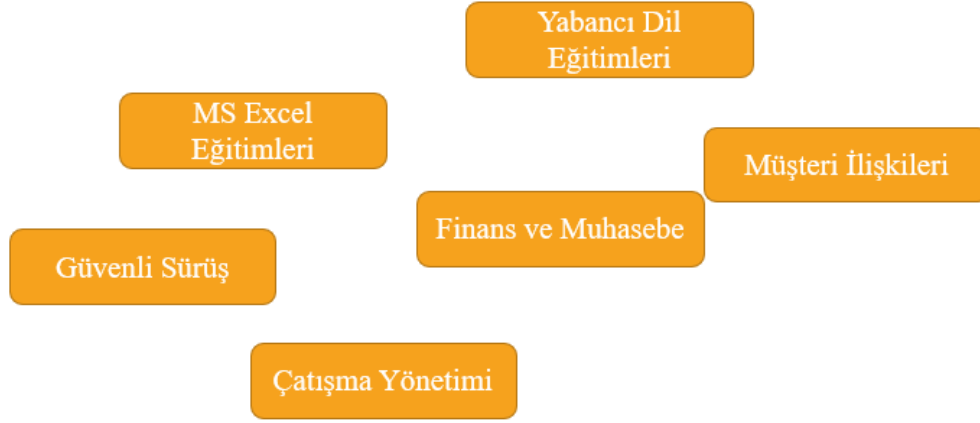 Yabancı Dil
Eğitimleri
MS Excel
Eğitimleri
Müşteri İlişkileri
Finans ve Muhasebe
Güvenli Sürüş
Çatışma Yönetimi